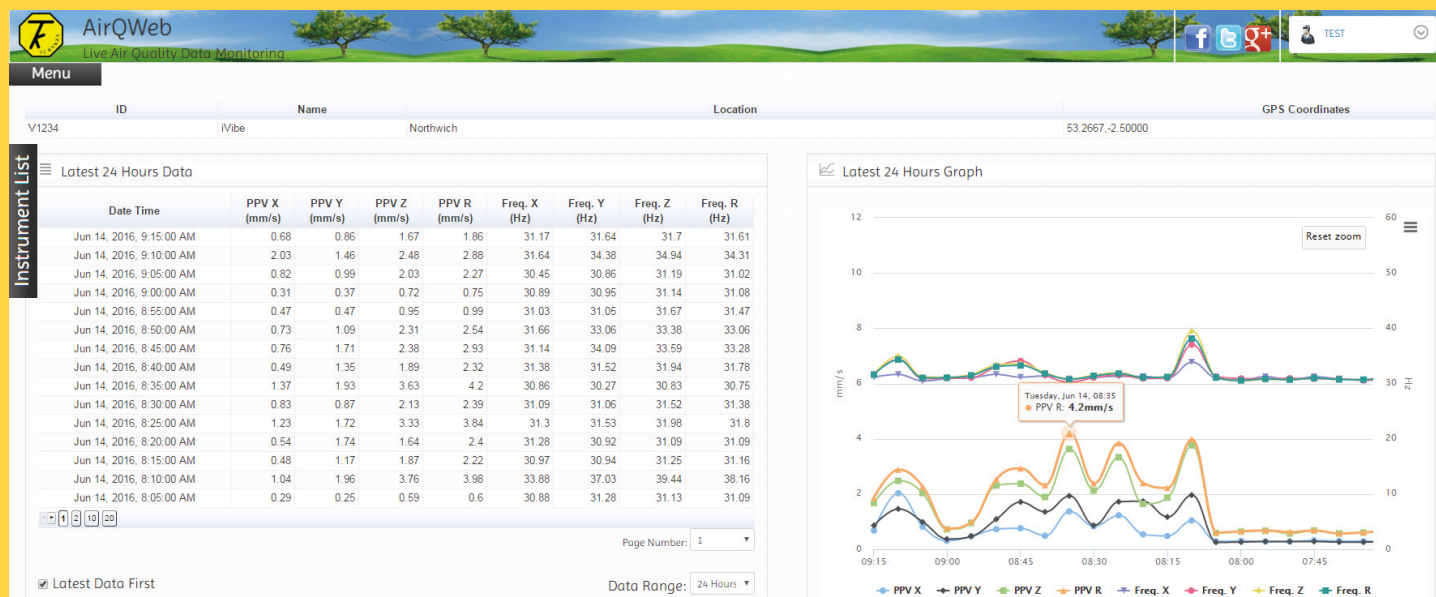 AirQWeb
Live Air Quality Data Monitoring
TEST
Menu
ID Name Location GPS Coordinates
V1234 iVibe Northwich 53.2667,-2.50000
Instrument List
Latest 24 Hours Data
Date Time PPV X (mm/s) PPV Y (mm/s) PPV Z (mm/s) PPV R (mm/s) Freq. X (Hz) Freq. Y (Hz) Freq. Z (Hz) Freq. R (Hz)
Jun 14, 2016, 9:15:00 AM 0.68 0.86 1.67 1.86 31.17 31.64 31.7 31.61
Jun 14, 2016, 9:10:00 AM 2.03 1.46 2.48 2.88 31.64 34.38 34.94 34.31
Jun 14, 2016, 9:05:00 AM 0.82 0.99 2.03 2.27 30.45 30.86 31.19 31.02
Jun 14, 2016, 9:00:00 AM 0.31 0.37 0.72 0.75 30.89 30.95 31.14 31.08
Jun 14, 2016, 8:55:00 AM 0.47 0.47 0.95 0.99 31.03 31.05 31.67 31.47
Jun 14, 2016, 8:50:00 AM 0.73 1.09 2.31 2.54 31.66 33.06 33.38 33.06
Jun 14, 2016, 8:45:00 AM 0.76 1.71 2.38 2.93 31.14 34.09 33.59 33.28
Jun 14, 2016, 8:40:00 AM 0.49 1.35 1.89 2.32 31.38 31.52 31.94 31.78
Jun 14, 2016, 8:35:00 AM 1.37 1.93 3.63 4.2 30.86 30.27 30.83 30.75
Jun 14, 2016, 8:30:00 AM 0.83 0.87 2.13 2.39 31.09 31.06 31.52 31.38
Jun 14, 2016, 8:25:00 AM 1.23 1.72 3.33 3.84 31.3 31.53 31.98 31.8
Jun 14, 2016, 8:20:00 AM 0.54 1.74 1.64 2.4 31.28 30.92 31.09 31.09
Jun 14, 2016, 8:15:00 AM 0.48 1.17 1.87 2.22 30.97 30.94 31.25 31.16
Jun 14, 2016, 8:10:00 AM 1.04 1.96 3.76 3.98 33.88 37.03 39.44 38.16
Jun 14, 2016, 8:05:00 AM 0.29 0.25 0.59 0.6 30.88 31.28 31.13 31.09
1 2 10 20
Page Number: 1
Latest Data First
Data Range: 24 Hours
Latest 24 Hours Graph
Reset zoom
12 60
10 50
8 40
6 30
4 20
2 10
0 0
mm/s
Hz
Tuesday, Jun 14, 08:35
PPV R: 4.2mm/s
09:15 09:00 08:45 08:30 08:15 08:00 07:45
PPV X PPV Y PPV Z PPV R Freq. X Freq. Y Freq. Z Freq. R